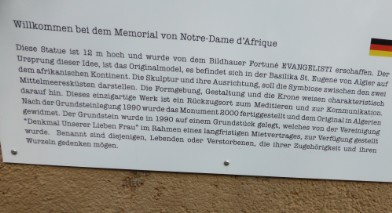 Willkommen bei dem Memorial von Notre-Dame d'Afrique
Diese Statue ist 12 m hoch und wurde von dem Bildhauer Fortuné EVANGELISTI erschaffen. Der
Ursprung dieser Idee, ist das Originalmodel, es befindet sich in der Basilika St. Eugene von Algier auf
dem afrikanischen Kontinent. Die Skulptur und ihre Ausrichtung, soll die Symbiose zwischen den zwei
Mittelmeerküsten darstellen. Die Formgebung, Gestaltung und die Krone weisen charakteristisch
darauf hin. Dieses einzigartige Werk ist ein Rückzugsort zum Meditieren und zur Kommunikation.
Nach der Grundsteinlegung 1990 wurde das Monument 2000 fertiggestellt und dem Original in Algerien
gewidmet. Der Grundstein wurde in 1990 auf einem Grundstück gelegt, welches von der Vereinigung
"Denkmal Unserer Lieben Frau" im Rahmen eines langfristigen Mietvertrages, zur Verfügung gestellt
wurde. Benannt sind diejenigen, Lebenden oder Verstorbenen, die ihrer Zugehörigkeit und ihren
Wurzeln gedenken mögen.